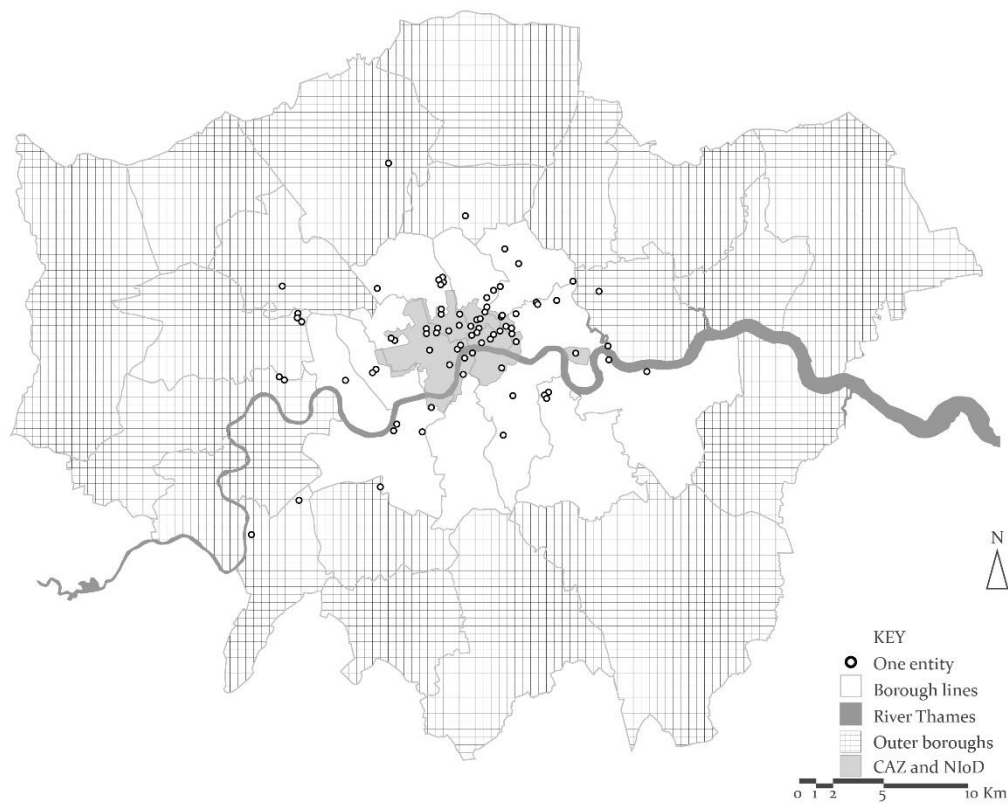 N
KEY
One entity
Borough lines
River Thames
Outer boroughs
CAZ and NIoD
0 1 2 5 10 Km